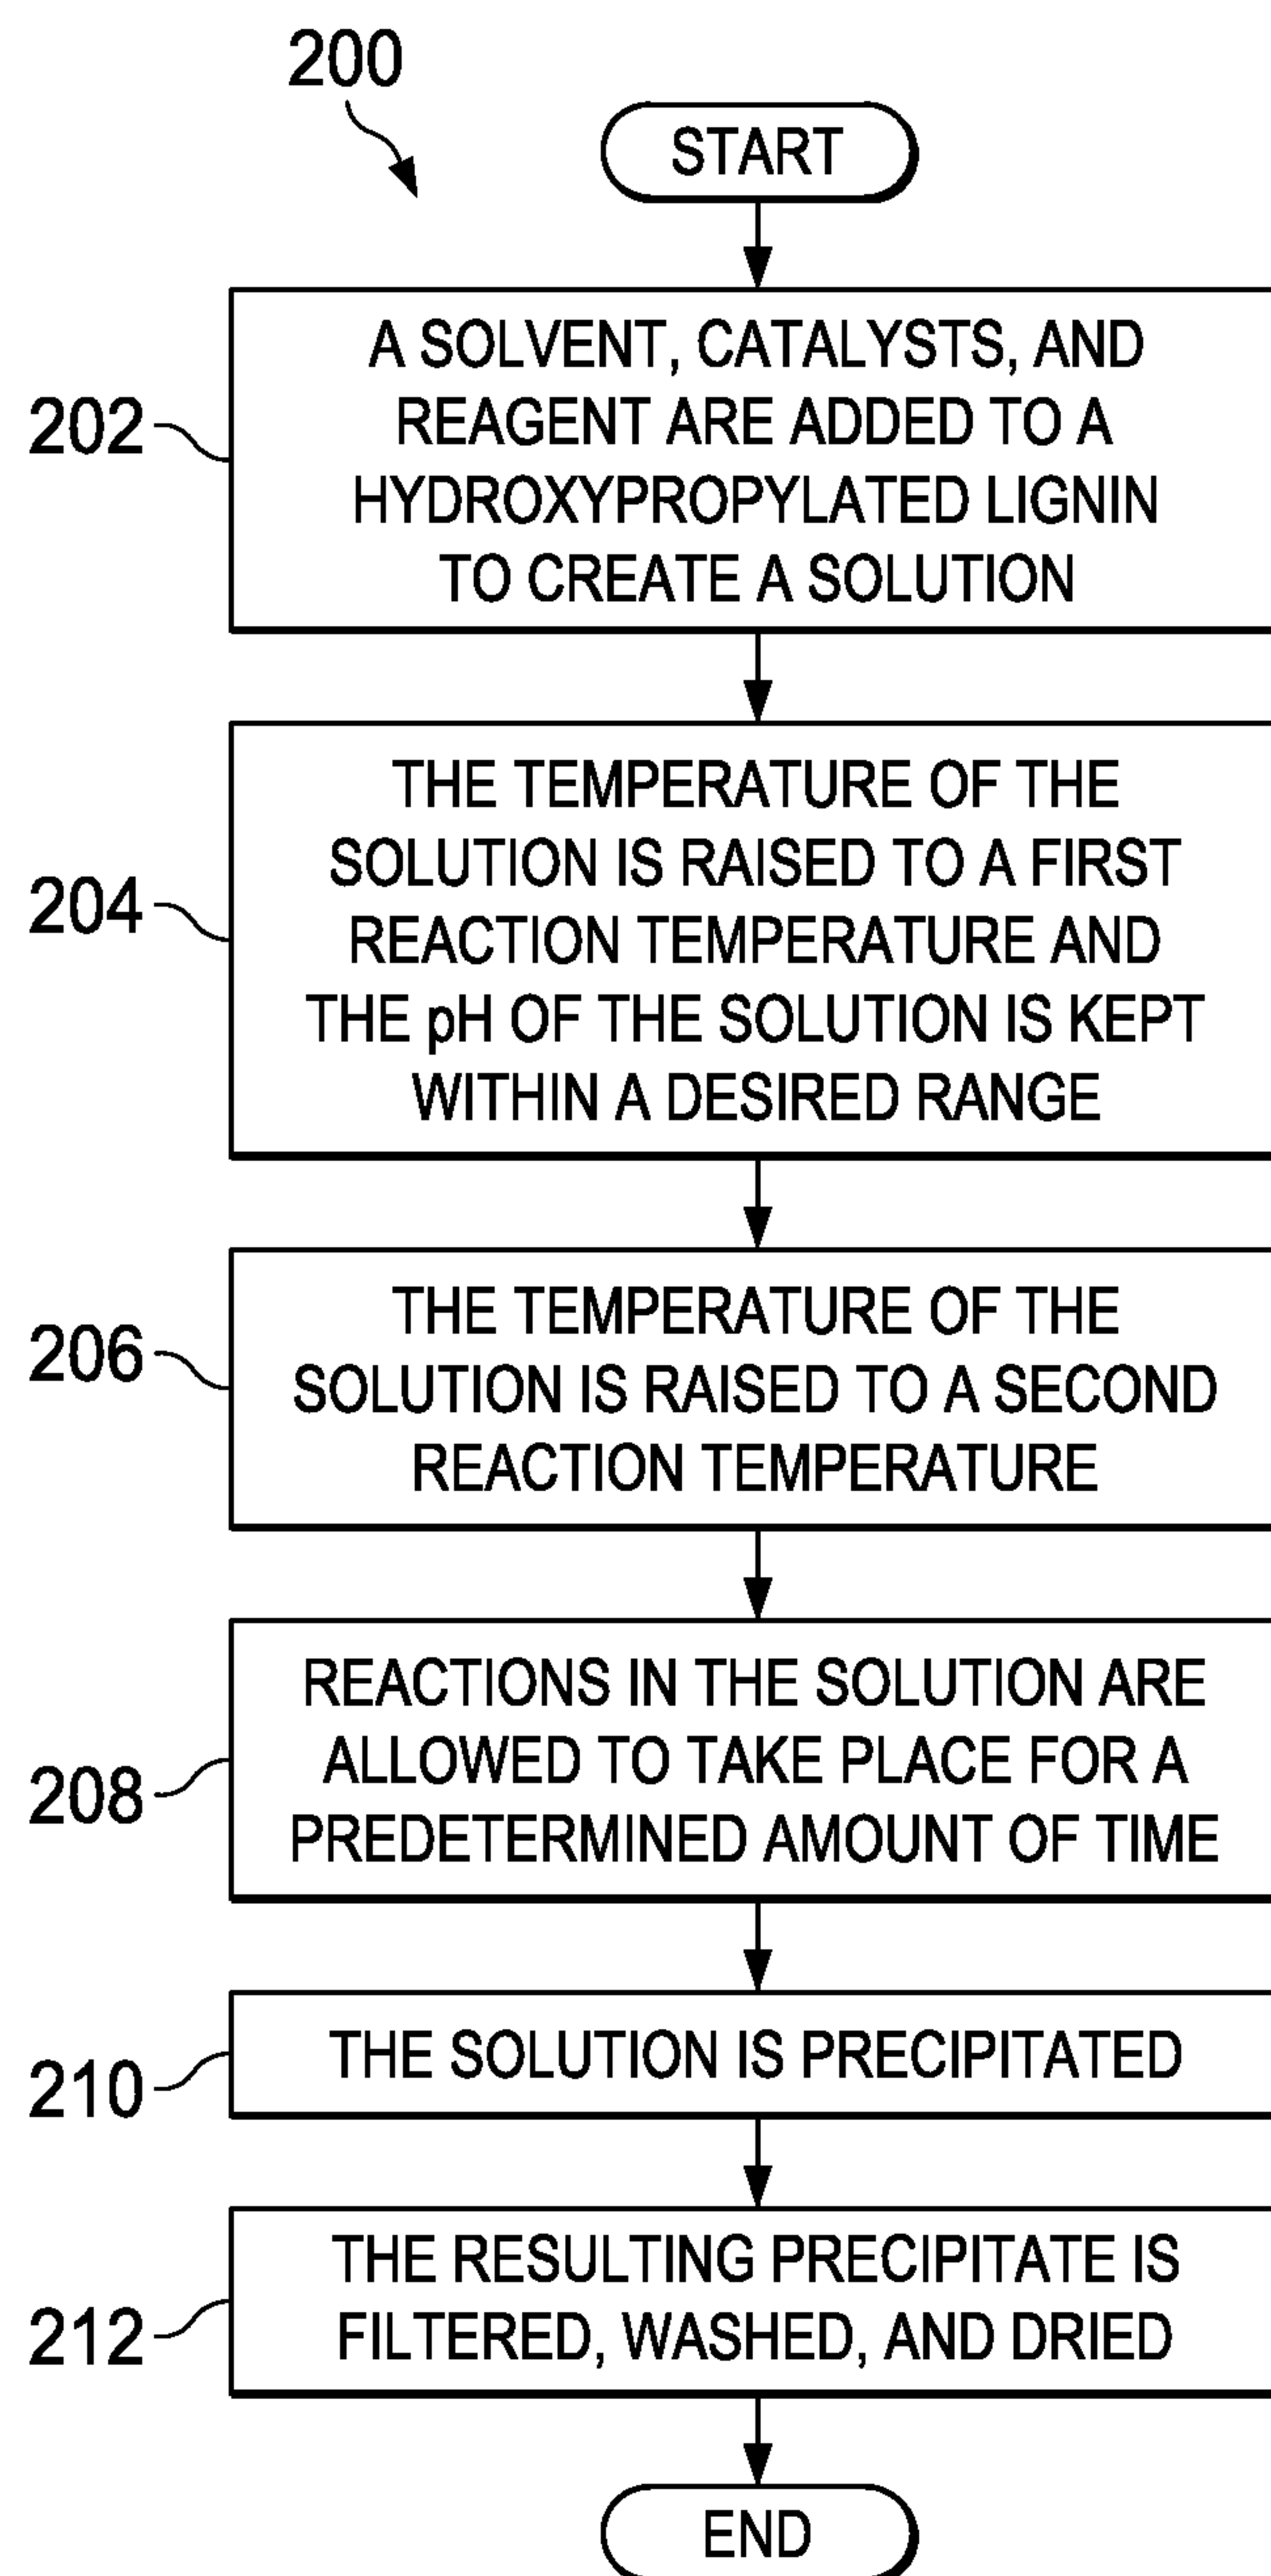 200
START
202
A SOLVENT, CATALYSTS, AND
REAGENT ARE ADDED TO A
HYDROXYPROPYLATED LIGNIN
TO CREATE A SOLUTION
204
THE TEMPERATURE OF THE
SOLUTION IS RAISED TO A FIRST
REACTION TEMPERATURE AND
THE pH OF THE SOLUTION IS KEPT
WITHIN A DESIRED RANGE
206
THE TEMPERATURE OF THE
SOLUTION IS RAISED TO A SECOND
REACTION TEMPERATURE
208
REACTIONS IN THE SOLUTION ARE
ALLOWED TO TAKE PLACE FOR A
PREDETERMINED AMOUNT OF TIME
210
THE SOLUTION IS PRECIPITATED
212
THE RESULTING PRECIPITATE IS
FILTERED, WASHED, AND DRIED
END